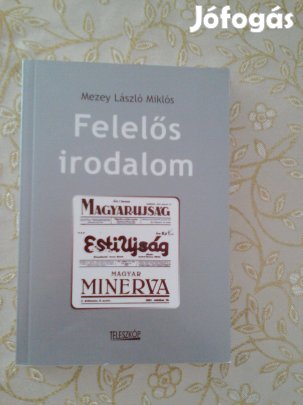 Jófogás
Mezey László Miklós
Felelős
irodalom
MAGYAR UJSÁG
Esti Ujság
MAGYAR
MINERVA
TELESZKÓP